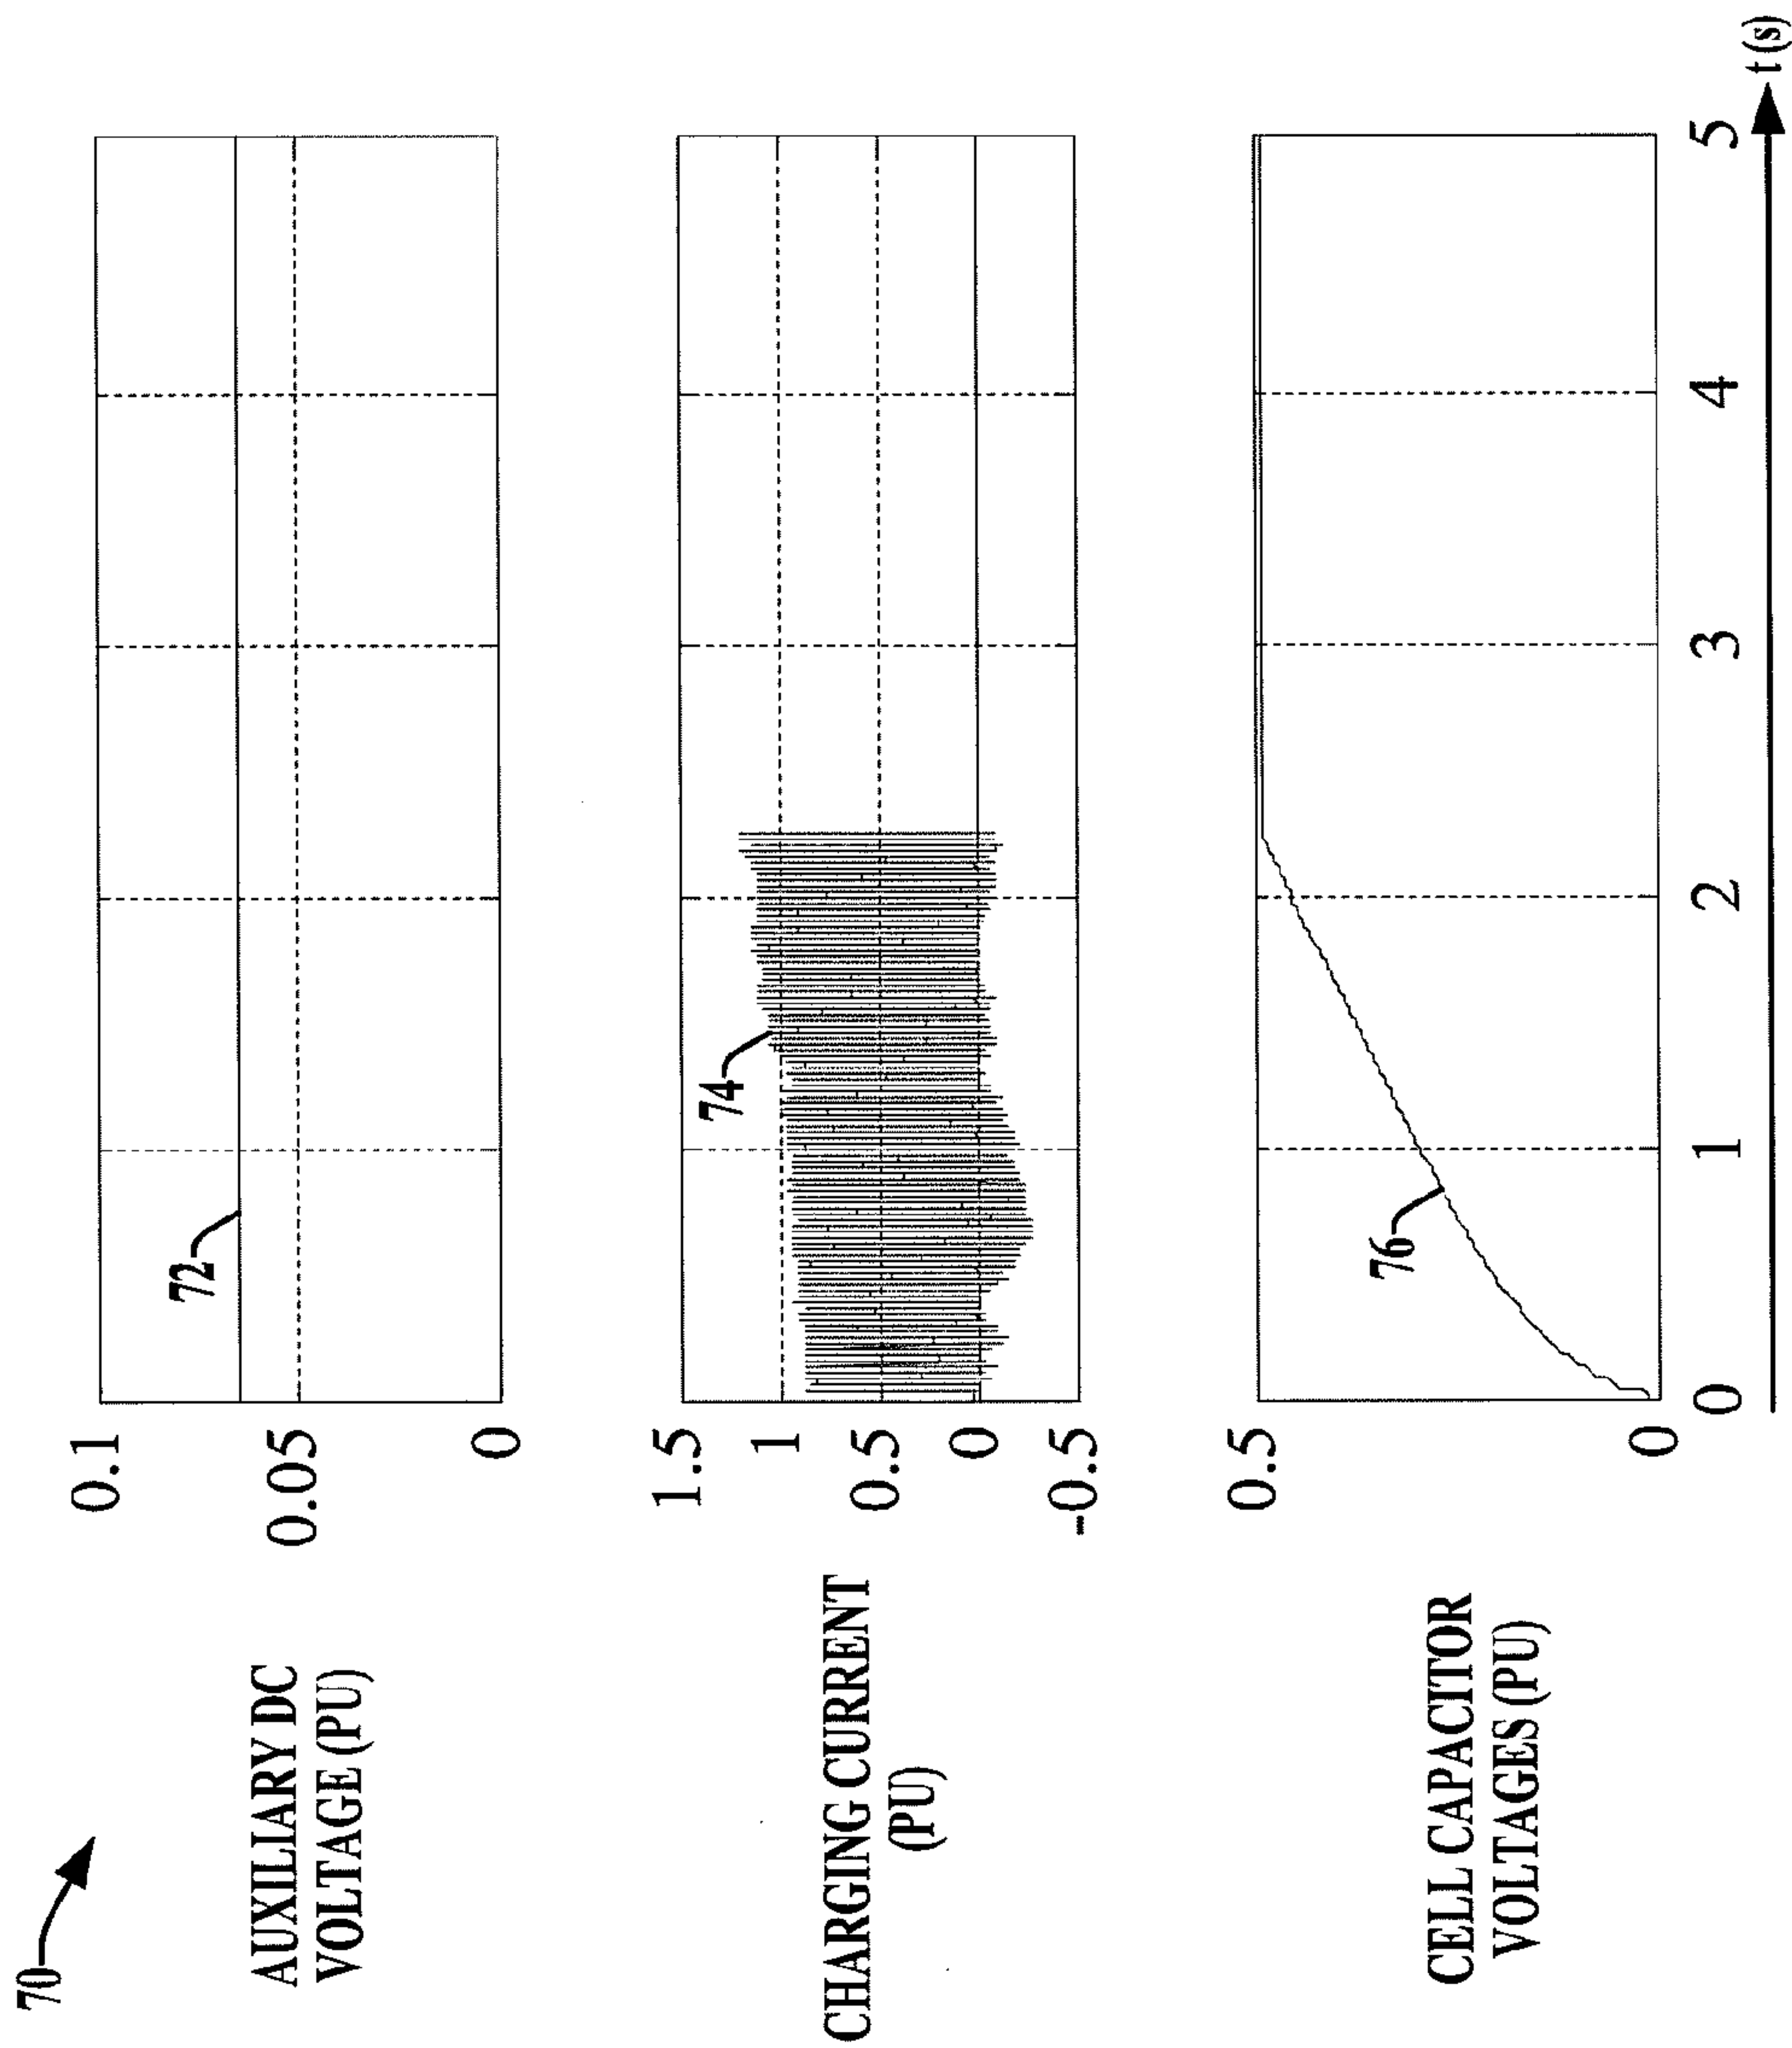 70
AUXILIARY DC
VOLTAGE (PU)
0.1
0.05
0
72
CHARGING CURRENT
(PU)
1.5
1
0.5
0
-0.5
74
CELL CAPACITOR
VOLTAGES (PU)
0.5
0
76
0 1 2 3 4 5
t (s)